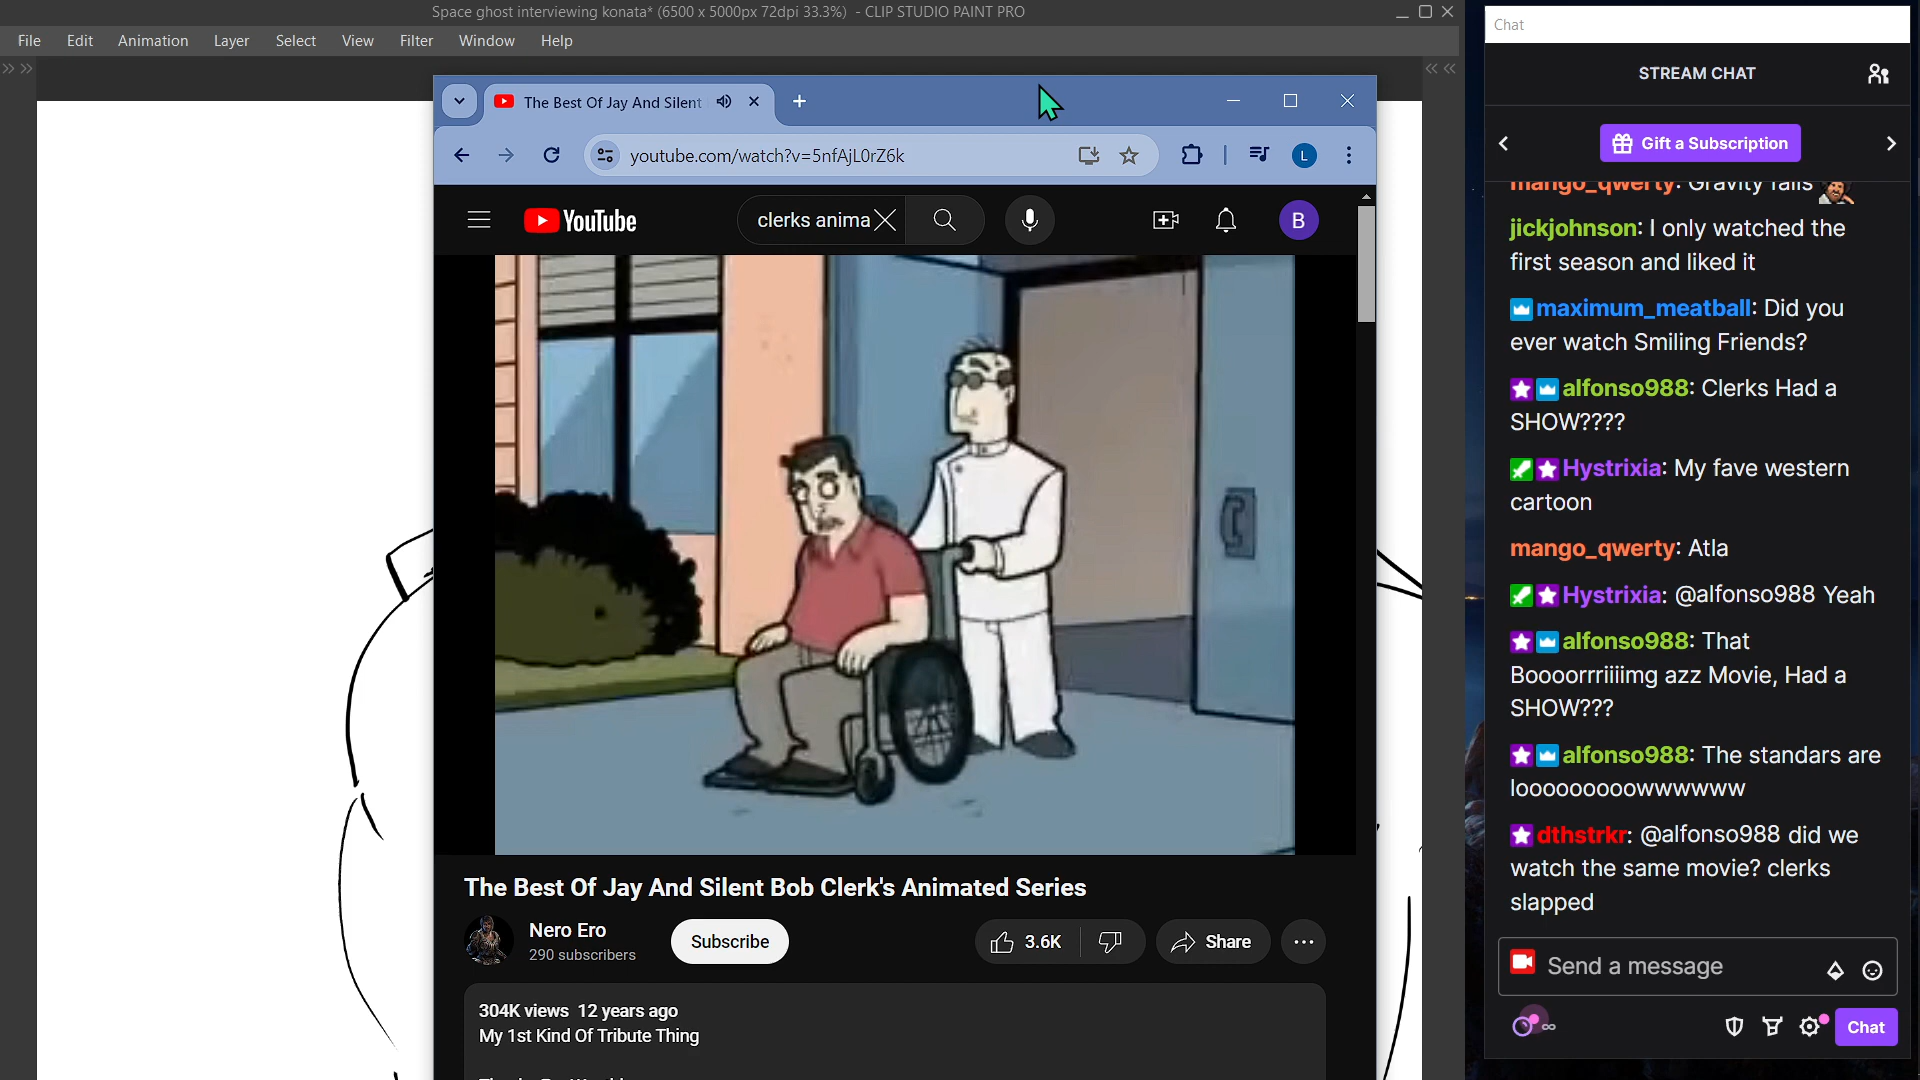 Space ghost interviewing konata* (6500 x 5000px 72dpi 33.3%) - CLIP STUDIO PAINT PRO
File Edit Animation Layer Select View Filter Window Help
The Best Of Jay And Silent
youtube.com/watch?v=5nfAjL0rZ6k
L
YouTube
clerks anima
B
The Best Of Jay And Silent Bob Clerk's Animated Series
Nero Ero
290 subscribers
Subscribe
3.6K
Share
304K views 12 years ago
My 1st Kind Of Tribute Thing
Chat
STREAM CHAT
Gift a Subscription
mango_qwerty: Gravity falls
jickjohnson: I only watched the
first season and liked it
maximum_meatball: Did you
ever watch Smiling Friends?
alfonso988: Clerks Had a
SHOW????
Hystrixia: My fave western
cartoon
mango_qwerty: Atla
Hystrixia: @alfonso988 Yeah
alfonso988: That
Boooorrriiiimg azz Movie, Had a
SHOW???
alfonso988: The standars are
looooooooowwwwww
dthstrkr: @alfonso988 did we
watch the same movie? clerks
slapped
Send a message
Chat